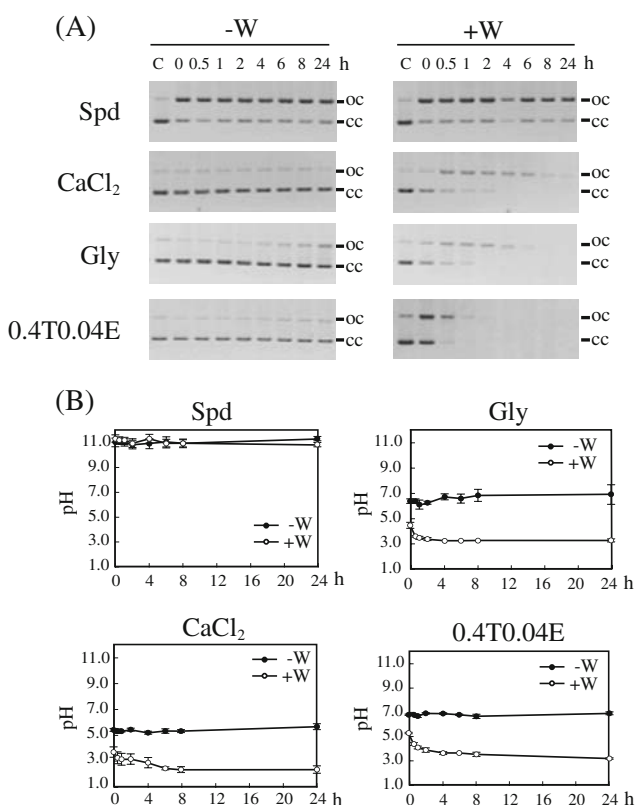 (A)
-W +W
C 0 0.5 1 2 4 6 8 24 h C 0 0.5 1 2 4 6 8 24 h
Spd oc oc
cc cc
CaCl₂ oc oc
cc cc
Gly oc oc
cc cc
0.4T0.04E oc oc
cc cc
(B)
Spd
11.0
9.0
7.0
5.0
3.0
1.0
pH
-W
+W
0 4 8 12 16 20 24 h
Gly
11.0
9.0
7.0
5.0
3.0
1.0
pH
-W
+W
0 4 8 12 16 20 24 h
CaCl₂
11.0
9.0
7.0
5.0
3.0
1.0
pH
-W
+W
0 4 8 12 16 20 24 h
0.4T0.04E
11.0
9.0
7.0
5.0
3.0
1.0
pH
-W
+W
0 4 8 12 16 20 24 h